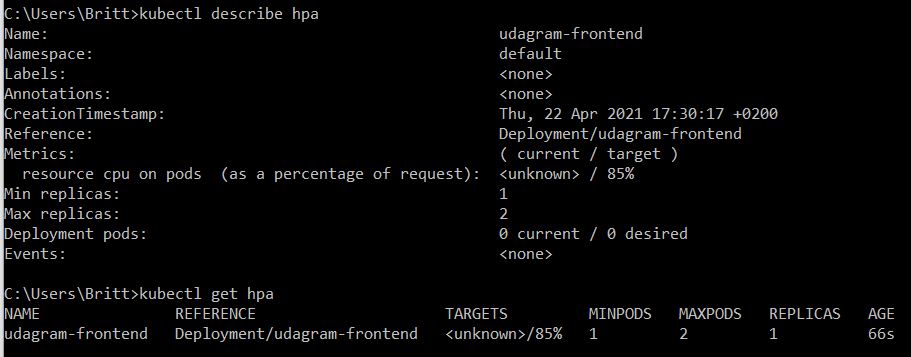 C:\Users\Britt>kubectl describe hpa
Name: udagram-frontend
Namespace: default
Labels: <none>
Annotations: <none>
CreationTimestamp: Thu, 22 Apr 2021 17:30:17 +0200
Reference: Deployment/udagram-frontend
Metrics: ( current / target )
  resource cpu on pods  (as a percentage of request): <unknown> / 85%
Min replicas: 1
Max replicas: 2
Deployment pods: 0 current / 0 desired
Events: <none>
C:\Users\Britt>kubectl get hpa
NAME REFERENCE TARGETS MINPODS MAXPODS REPLICAS AGE
udagram-frontend Deployment/udagram-frontend <unknown>/85% 1 2 1 66s